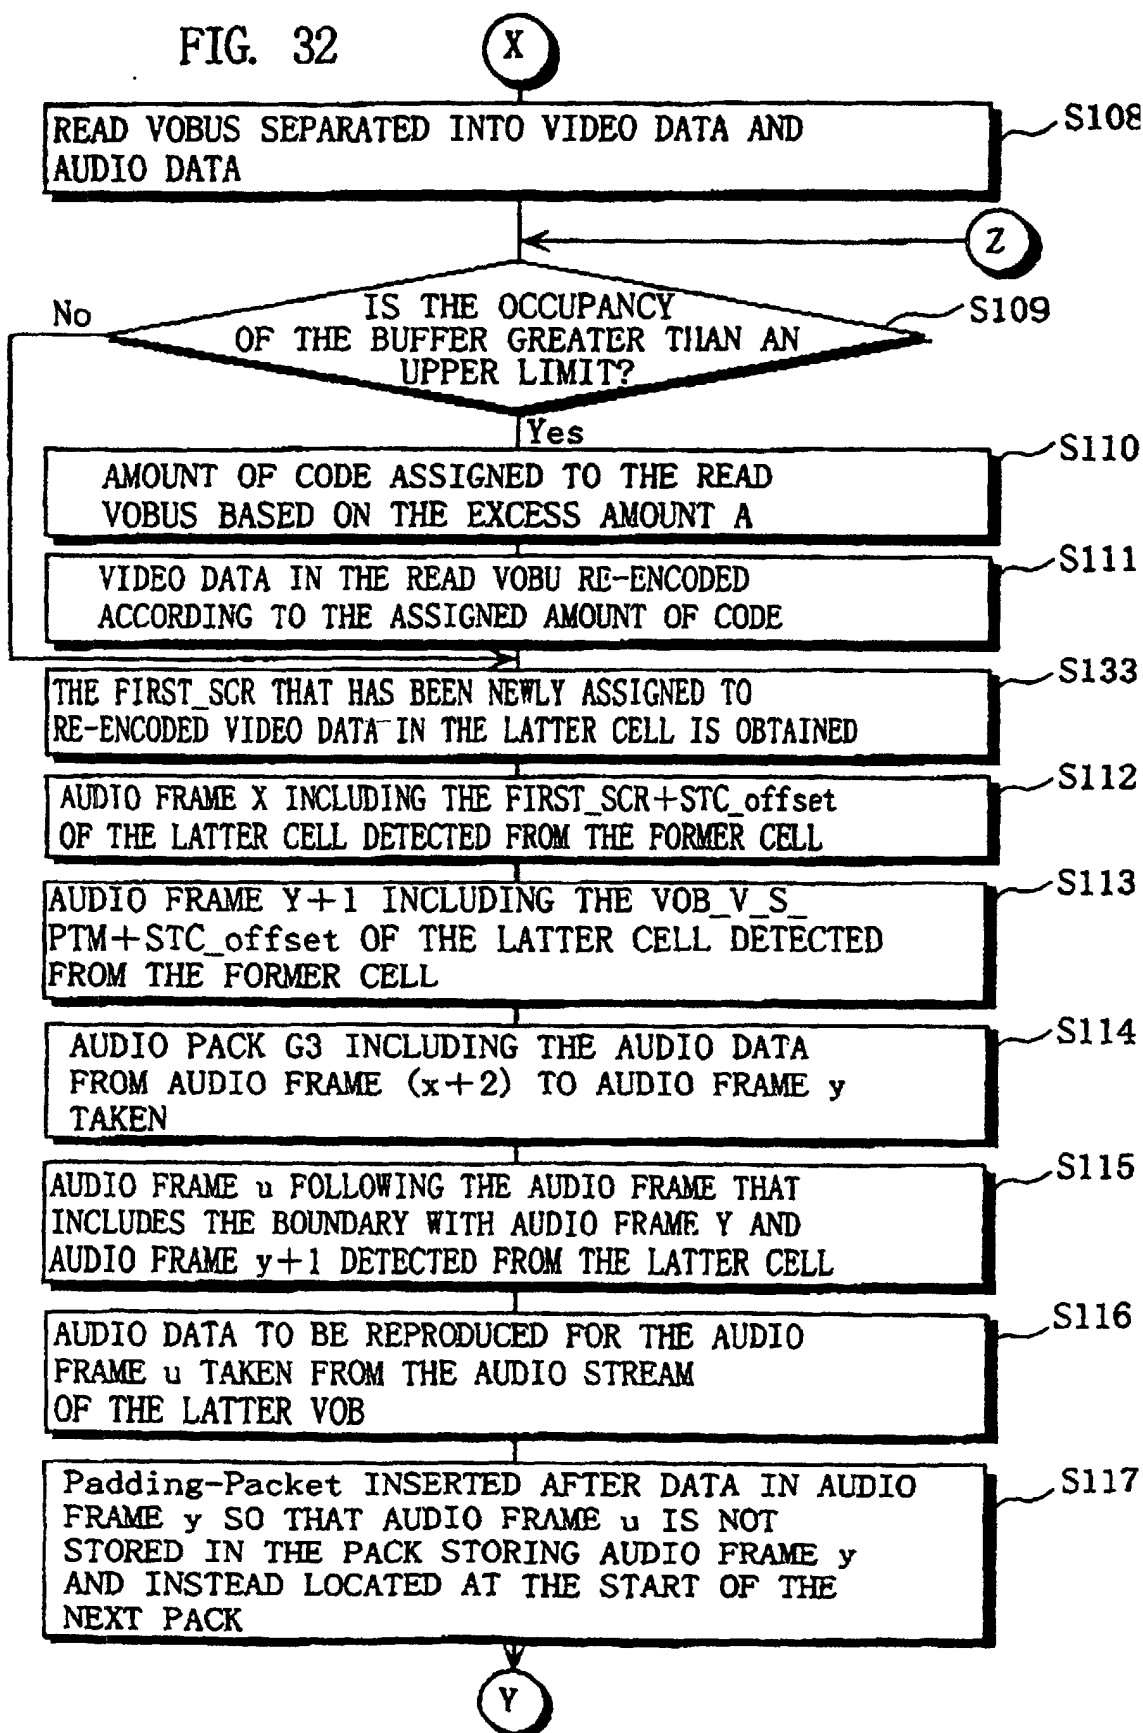 FIG. 32
X
READ VOBUS SEPARATED INTO VIDEO DATA AND
AUDIO DATA
S108
Z
No
IS THE OCCUPANCY
OF THE BUFFER GREATER THAN AN
UPPER LIMIT?
S109
Yes
AMOUNT OF CODE ASSIGNED TO THE READ
VOBUS BASED ON THE EXCESS AMOUNT A
S110
VIDEO DATA IN THE READ VOBU RE-ENCODED
ACCORDING TO THE ASSIGNED AMOUNT OF CODE
S111
THE FIRST_SCR THAT HAS BEEN NEWLY ASSIGNED TO
RE-ENCODED VIDEO DATA IN THE LATTER CELL IS OBTAINED
S133
AUDIO FRAME X INCLUDING THE FIRST_SCR+STC_offset
OF THE LATTER CELL DETECTED FROM THE FORMER CELL
S112
AUDIO FRAME Y+1 INCLUDING THE VOB_V_S_
PTM+STC_offset OF THE LATTER CELL DETECTED
FROM THE FORMER CELL
S113
AUDIO PACK G3 INCLUDING THE AUDIO DATA
FROM AUDIO FRAME (x+2) TO AUDIO FRAME y
TAKEN
S114
AUDIO FRAME u FOLLOWING THE AUDIO FRAME THAT
INCLUDES THE BOUNDARY WITH AUDIO FRAME Y AND
AUDIO FRAME y+1 DETECTED FROM THE LATTER CELL
S115
AUDIO DATA TO BE REPRODUCED FOR THE AUDIO
FRAME u TAKEN FROM THE AUDIO STREAM
OF THE LATTER VOB
S116
Padding-Packet INSERTED AFTER DATA IN AUDIO
FRAME y SO THAT AUDIO FRAME u IS NOT
STORED IN THE PACK STORING AUDIO FRAME y
AND INSTEAD LOCATED AT THE START OF THE
NEXT PACK
S117
Y